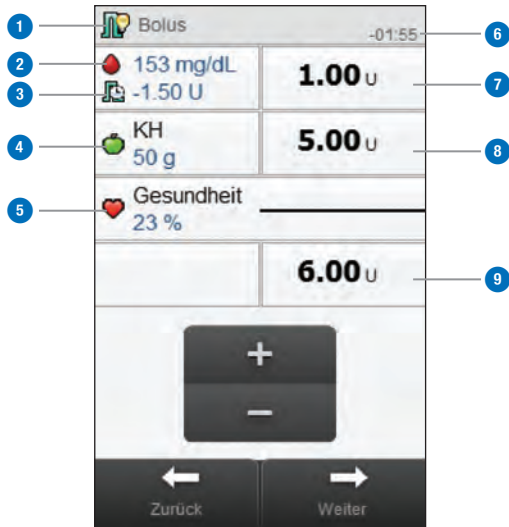 1 Bolus -01:55 6
2 153 mg/dL 1.00 U 7
3 -1.50 U
4 KH 5.00 U 8
50 g
5 Gesundheit
23 %
6.00 U 9
+
−
Zurück Weiter